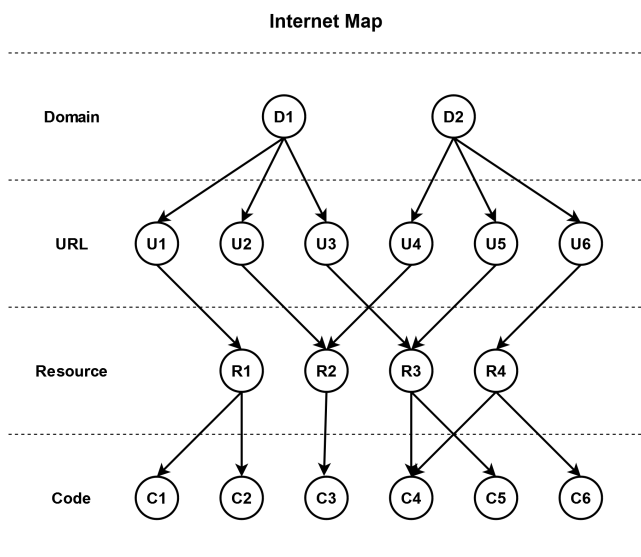 Internet Map
Domain D1 D2
URL U1 U2 U3 U4 U5 U6
Resource R1 R2 R3 R4
Code C1 C2 C3 C4 C5 C6